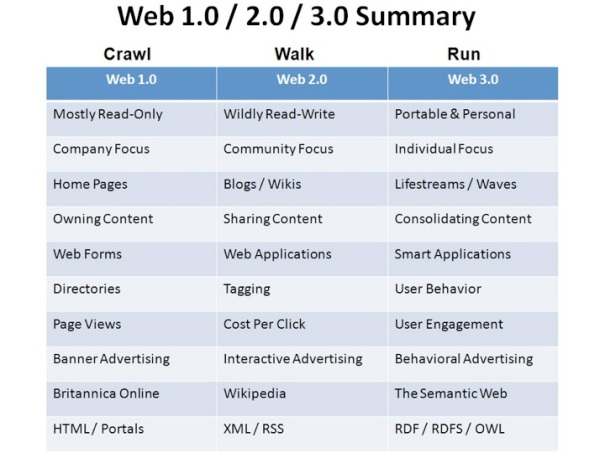 Web 1.0 / 2.0 / 3.0 Summary
Crawl Walk Run
Web 1.0 Web 2.0 Web 3.0
Mostly Read-Only Wildly Read-Write Portable & Personal
Company Focus Community Focus Individual Focus
Home Pages Blogs / Wikis Lifestreams / Waves
Owning Content Sharing Content Consolidating Content
Web Forms Web Applications Smart Applications
Directories Tagging User Behavior
Page Views Cost Per Click User Engagement
Banner Advertising Interactive Advertising Behavioral Advertising
Britannica Online Wikipedia The Semantic Web
HTML / Portals XML / RSS RDF / RDFS / OWL